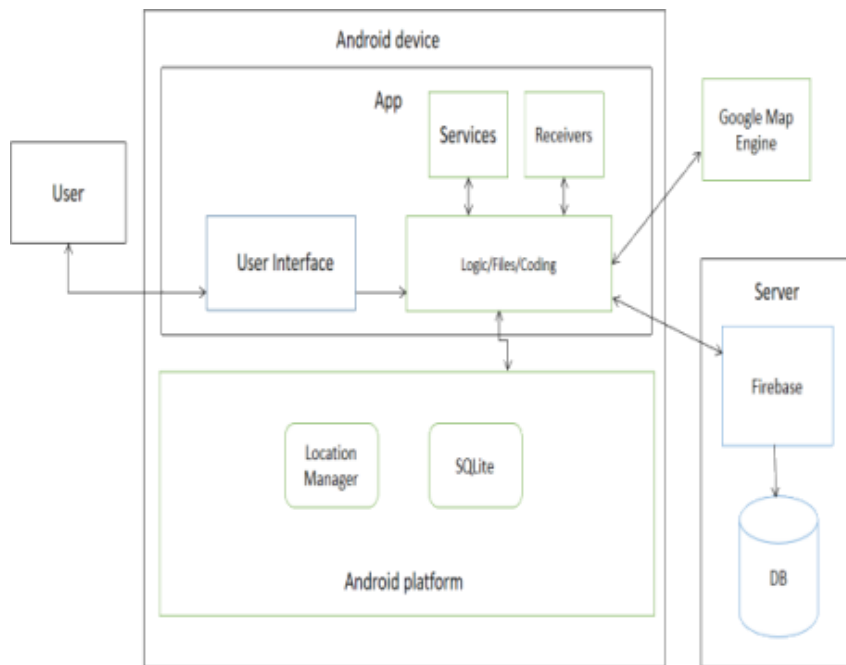 Android device
App
Services
Receivers
Google Map
Engine
User
User Interface
Logic/Files/Coding
Server
Firebase
Location
Manager
SQLite
DB
Android platform